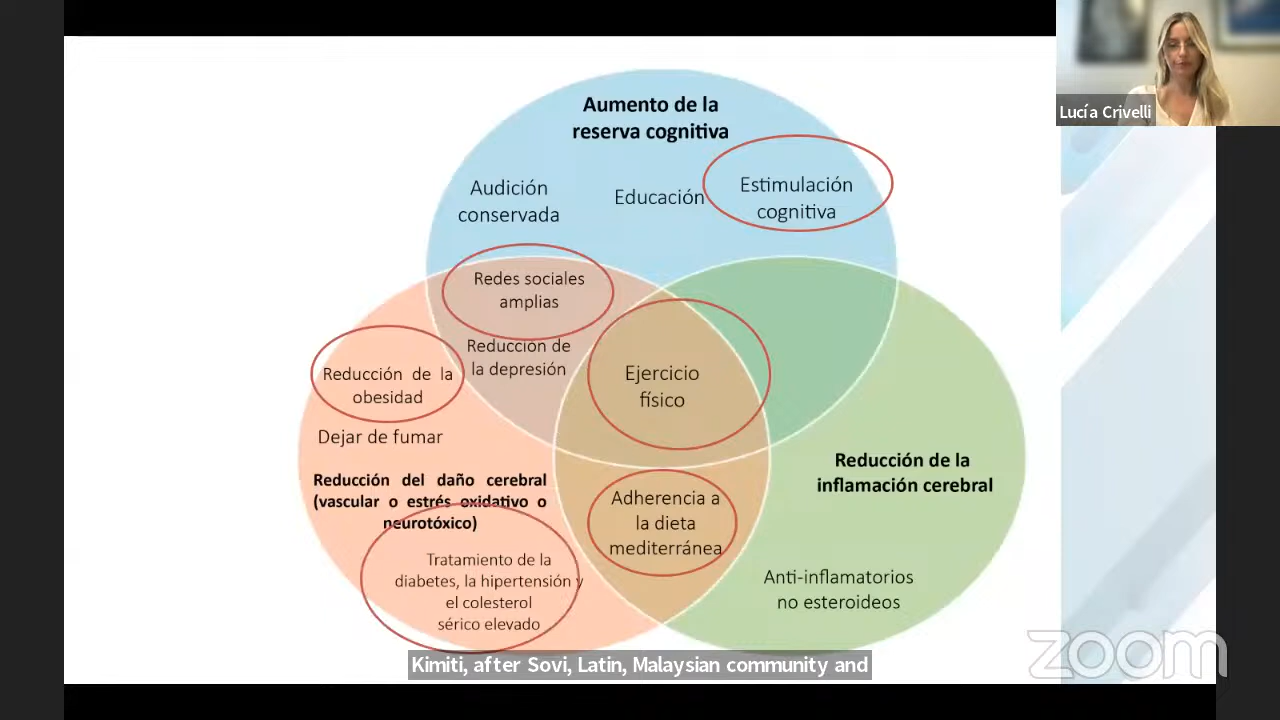 Aumento de la
reserva cognitiva
Audición
conservada
Educación
Estimulación
cognitiva
Redes sociales
amplias
Reducción de
la depresión
Reducción de la
obesidad
Dejar de fumar
Ejercicio
físico
Reducción del daño cerebral
(vascular o estrés oxidativo o
neurotóxico)
Reducción de la
inflamación cerebral
Adherencia a
la dieta
mediterránea
Tratamiento de la
diabetes, la hipertensión y
el colesterol
sérico elevado
Anti-inflamatorios
no esteroideos
Lucía Crivelli
Kimiti, after Sovi, Latin, Malaysian community and
zoom